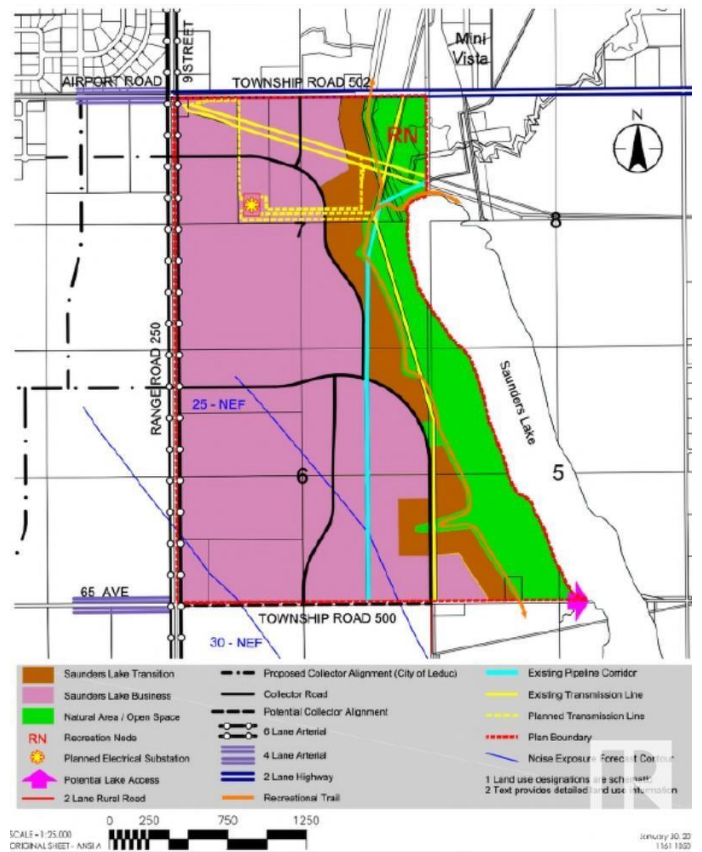 Mini
Vista
9 STREET
AIRPORT ROAD
TOWNSHIP ROAD 502
RN
N
7
8
RANGE ROAD 250
25 - NEF
Saunders Lake
6
5
65 AVE
TOWNSHIP ROAD 500
30 - NEF
Saunders Lake Transition
Saunders Lake Business
Natural Area / Open Space
RN Recreation Node
Planned Electrical Substation
Potential Lake Access
2 Lane Rural Road
Proposed Collector Alignment (City of Leduc)
Collector Road
Potential Collector Alignment
6 Lane Arterial
4 Lane Arterial
2 Lane Highway
Recreational Trail
Existing Pipeline Corridor
Existing Transmission Line
Planned Transmission Line
Plan Boundary
Noise Exposure Forecast Contour
1 Land use designations are schematic
2 Text provides detailed land use information
R
SCALE = 1:25,000
ORIGINAL SHEET - ANSI A
0 250 750 1250
January 30, 20